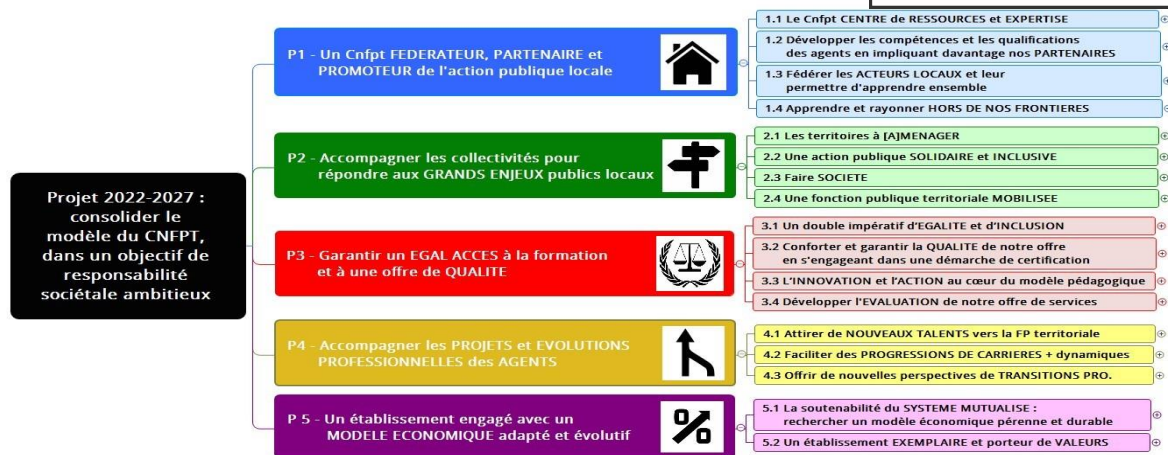 Projet 2022-2027 :
consolider le
modèle du CNFPT,
dans un objectif de
responsabilité
sociétale ambitieux
P1 - Un Cnfpt FEDERATEUR, PARTENAIRE et
PROMOTEUR de l'action publique locale
1.1 Le Cnfpt CENTRE de RESSOURCES et EXPERTISE
1.2 Développer les compétences et les qualifications
des agents en impliquant davantage nos PARTENAIRES
1.3 Fédérer les ACTEURS LOCAUX et leur
permettre d'apprendre ensemble
1.4 Apprendre et rayonner HORS DE NOS FRONTIERES
P2 - Accompagner les collectivités pour
répondre aux GRANDS ENJEUX publics locaux
2.1 Les territoires à [A]MENAGER
2.2 Une action publique SOLIDAIRE et INCLUSIVE
2.3 Faire SOCIETE
2.4 Une fonction publique territoriale MOBILISEE
P3 - Garantir un EGAL ACCES à la formation
et à une offre de QUALITE
3.1 Un double impératif d'EGALITE et d'INCLUSION
3.2 Conforter et garantir la QUALITE de notre offre
en s'engageant dans une démarche de certification
3.3 L'INNOVATION et l'ACTION au cœur du modèle pédagogique
3.4 Développer l'EVALUATION de notre offre de services
P4 - Accompagner les PROJETS et EVOLUTIONS
PROFESSIONNELLES des AGENTS
4.1 Attirer de NOUVEAUX TALENTS vers la FP territoriale
4.2 Faciliter des PROGRESSIONS DE CARRIERES + dynamiques
4.3 Offrir de nouvelles perspectives de TRANSITIONS PRO.
P 5 - Un établissement engagé avec un
MODELE ECONOMIQUE adapté et évolutif
%
5.1 La soutenabilité du SYSTEME MUTUALISE :
rechercher un modèle économique pérenne et durable
5.2 Un établissement EXEMPLAIRE et porteur de VALEURS